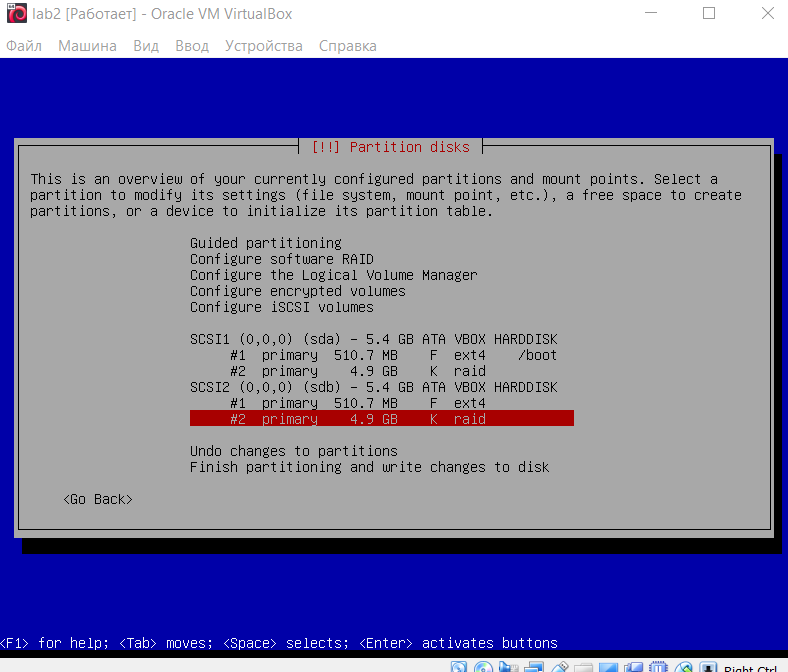 lab2 [Работает] - Oracle VM VirtualBox
Файл Машина Вид Ввод Устройства Справка
[!!] Partition disks
This is an overview of your currently configured partitions and mount points. Select a
partition to modify its settings (file system, mount point, etc.), a free space to create
partitions, or a device to initialize its partition table.
Guided partitioning
Configure software RAID
Configure the Logical Volume Manager
Configure encrypted volumes
Configure iSCSI volumes
SCSI1 (0,0,0) (sda) - 5.4 GB ATA VBOX HARDDISK
#1 primary 510.7 MB F ext4 /boot
#2 primary 4.9 GB K raid
SCSI2 (0,0,0) (sdb) - 5.4 GB ATA VBOX HARDDISK
#1 primary 510.7 MB F ext4
#2 primary 4.9 GB K raid
Undo changes to partitions
Finish partitioning and write changes to disk
<Go Back>
<F1> for help; <Tab> moves; <Space> selects; <Enter> activates buttons
Right Ctrl